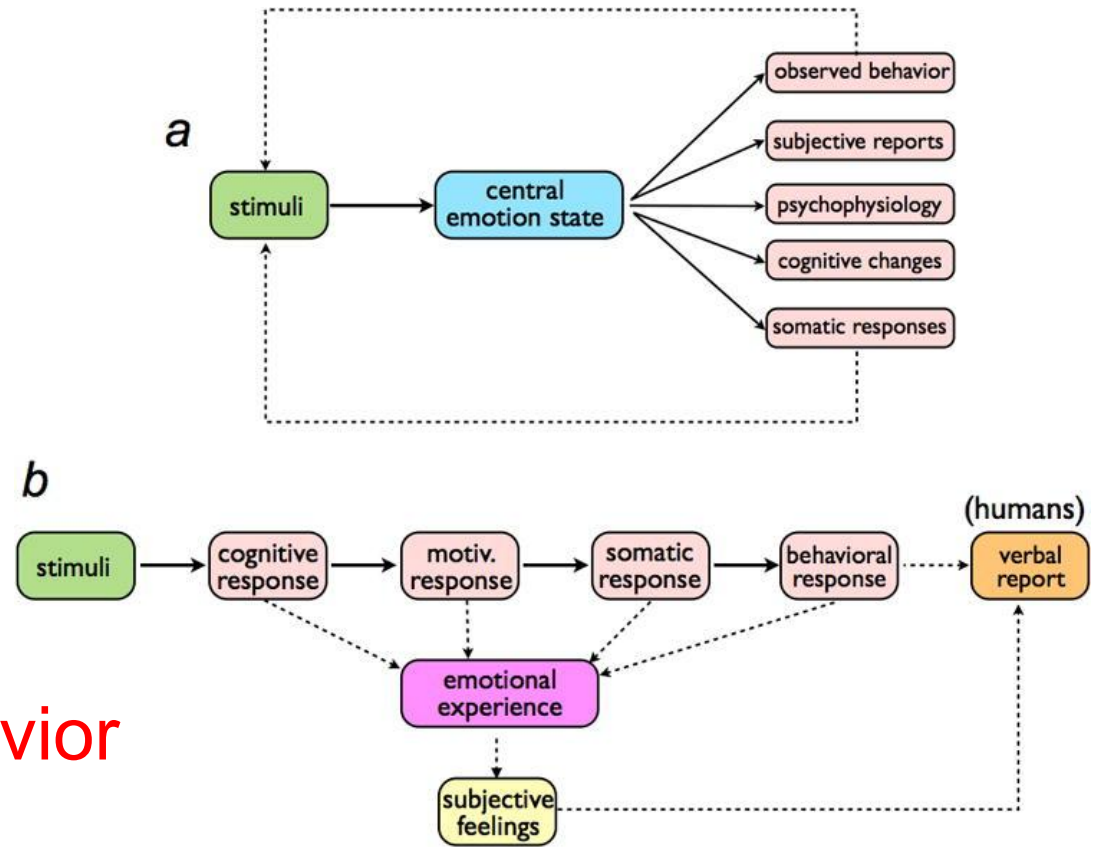 a
stimuli
central
emotion state
observed behavior
subjective reports
psychophysiology
cognitive changes
somatic responses
b
(humans)
stimuli
cognitive
response
motiv.
response
somatic
response
behavioral
response
verbal
report
emotional
experience
vior
subjective
feelings